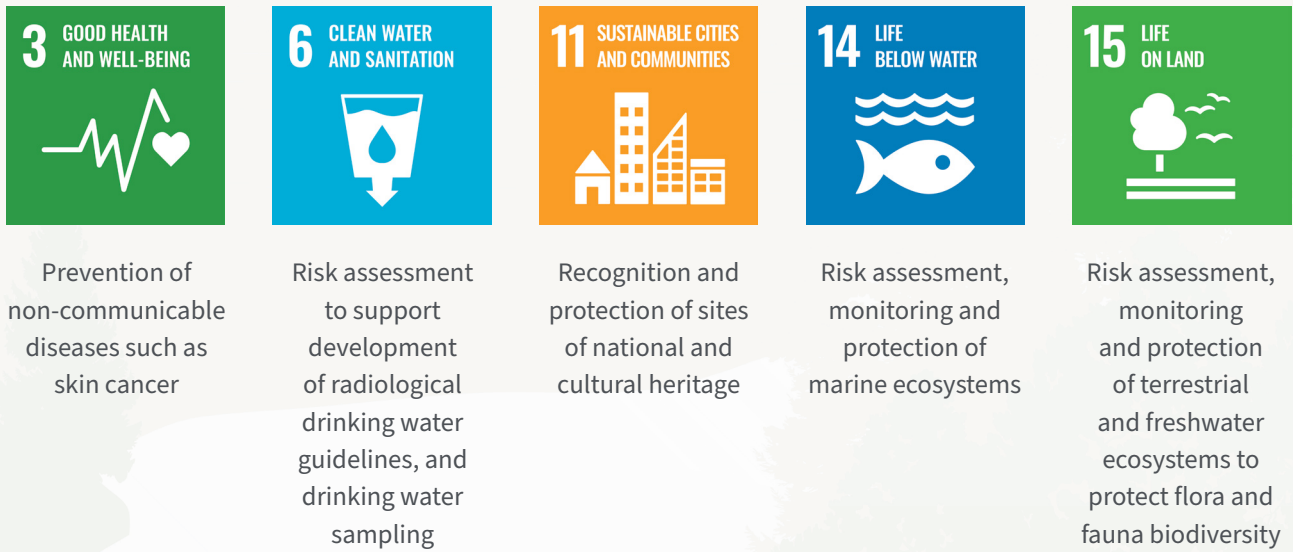 3 GOOD HEALTH
AND WELL-BEING
Prevention of
non-communicable
diseases such as
skin cancer
6 CLEAN WATER
AND SANITATION
Risk assessment
to support
development
of radiological
drinking water
guidelines, and
drinking water
sampling
11 SUSTAINABLE CITIES
AND COMMUNITIES
Recognition and
protection of sites
of national and
cultural heritage
14 LIFE
BELOW WATER
Risk assessment,
monitoring and
protection of
marine ecosystems
15 LIFE
ON LAND
Risk assessment,
monitoring
and protection
of terrestrial
and freshwater
ecosystems to
protect flora and
fauna biodiversity